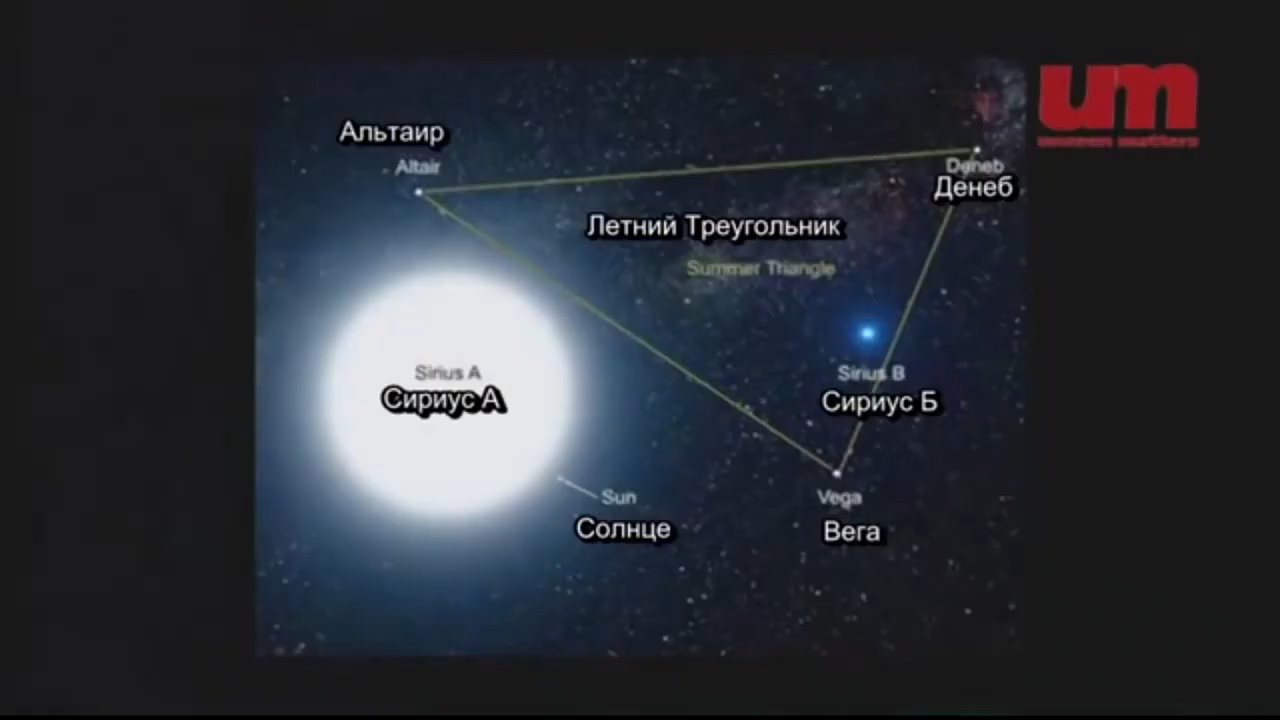 um
Альтаир
Altair
Deneb
Денеб
Летний Треугольник
Summer Triangle
Sirius A
Сириус А
Sirius B
Сириус Б
Sun
Солнце
Vega
Вега